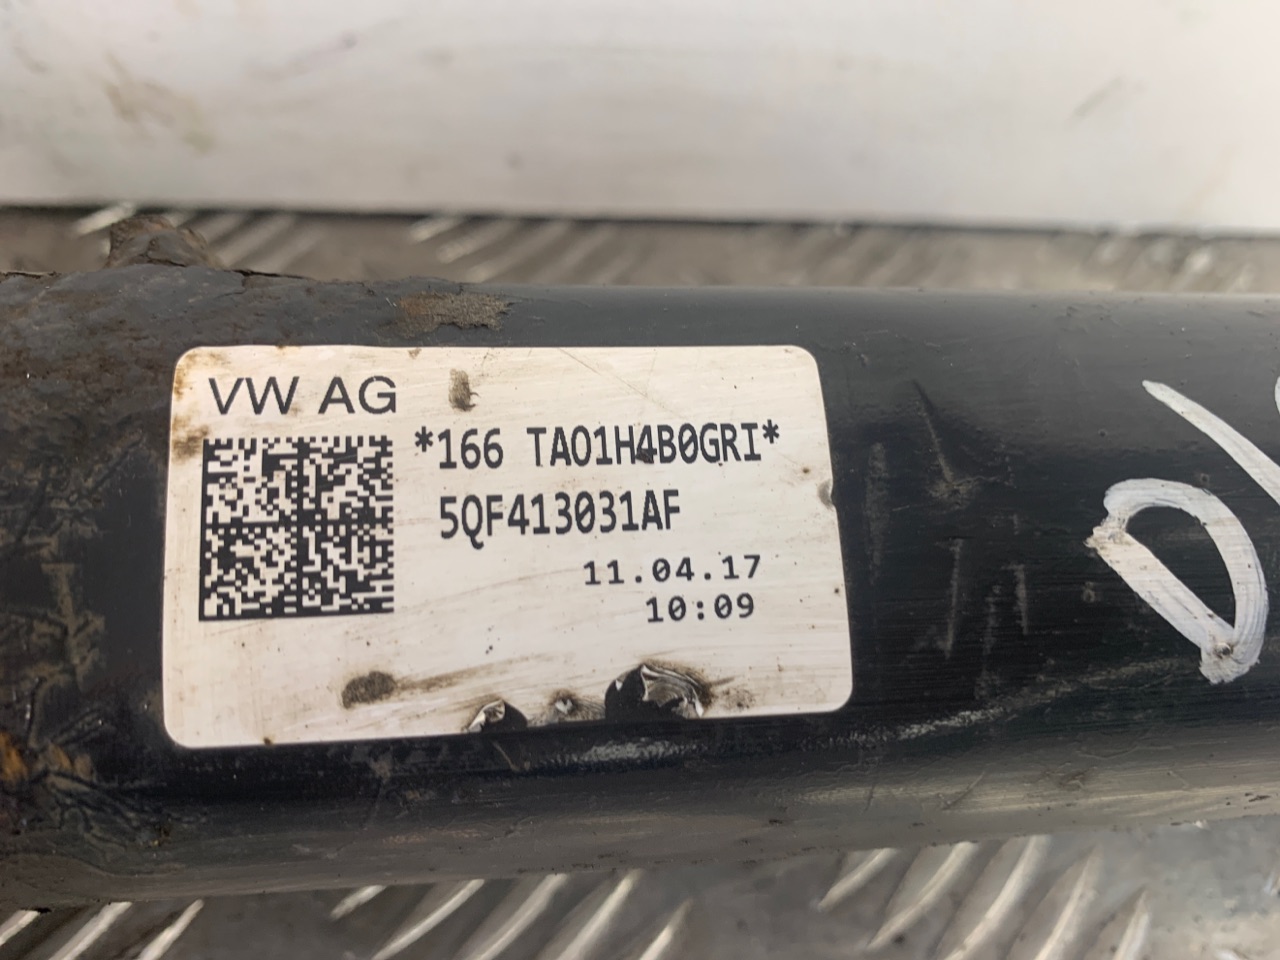 VW AG
*166 TA01H4B0GRI*
5QF413031AF
11.04.17
10:09